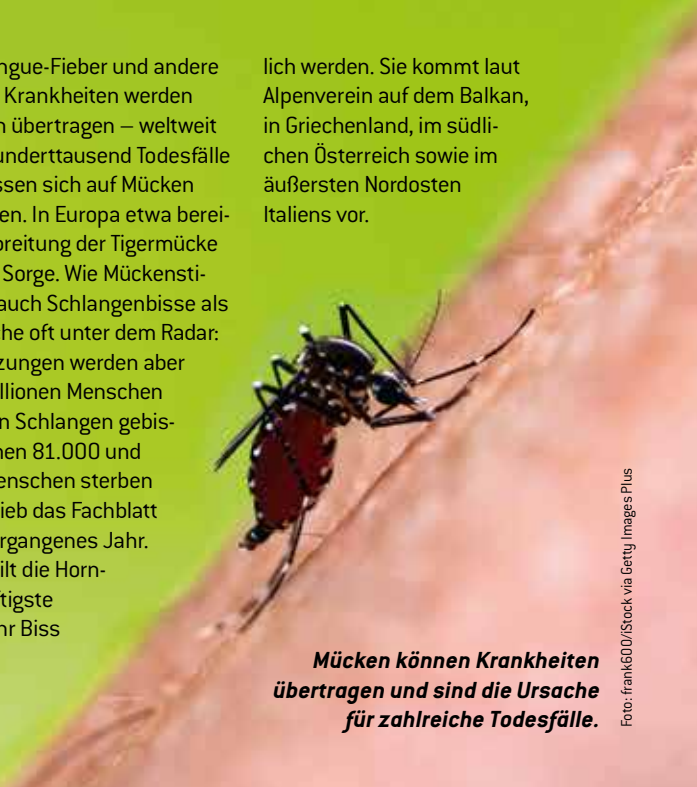 ngue-Fieber und andere
Krankheiten werden
n übertragen – weltweit
underttausend Todesfälle
ssen sich auf Mücken
en. In Europa etwa berei-
breitung der Tigermücke
Sorge. Wie Mückensti-
auch Schlangenbisse als
che oft unter dem Radar:
zungen werden aber
llionen Menschen
n Schlangen gebis-
nen 81.000 und
enschen sterben
ieb das Fachblatt
rgangenes Jahr.
ilt die Horn-
tigste
hr Biss
lich werden. Sie kommt laut
Alpenverein auf dem Balkan,
in Griechenland, im südli-
chen Österreich sowie im
äußersten Nordosten
Italiens vor.
Mücken können Krankheiten
übertragen und sind die Ursache
für zahlreiche Todesfälle.
Foto: frank600/iStock via Getty Images Plus